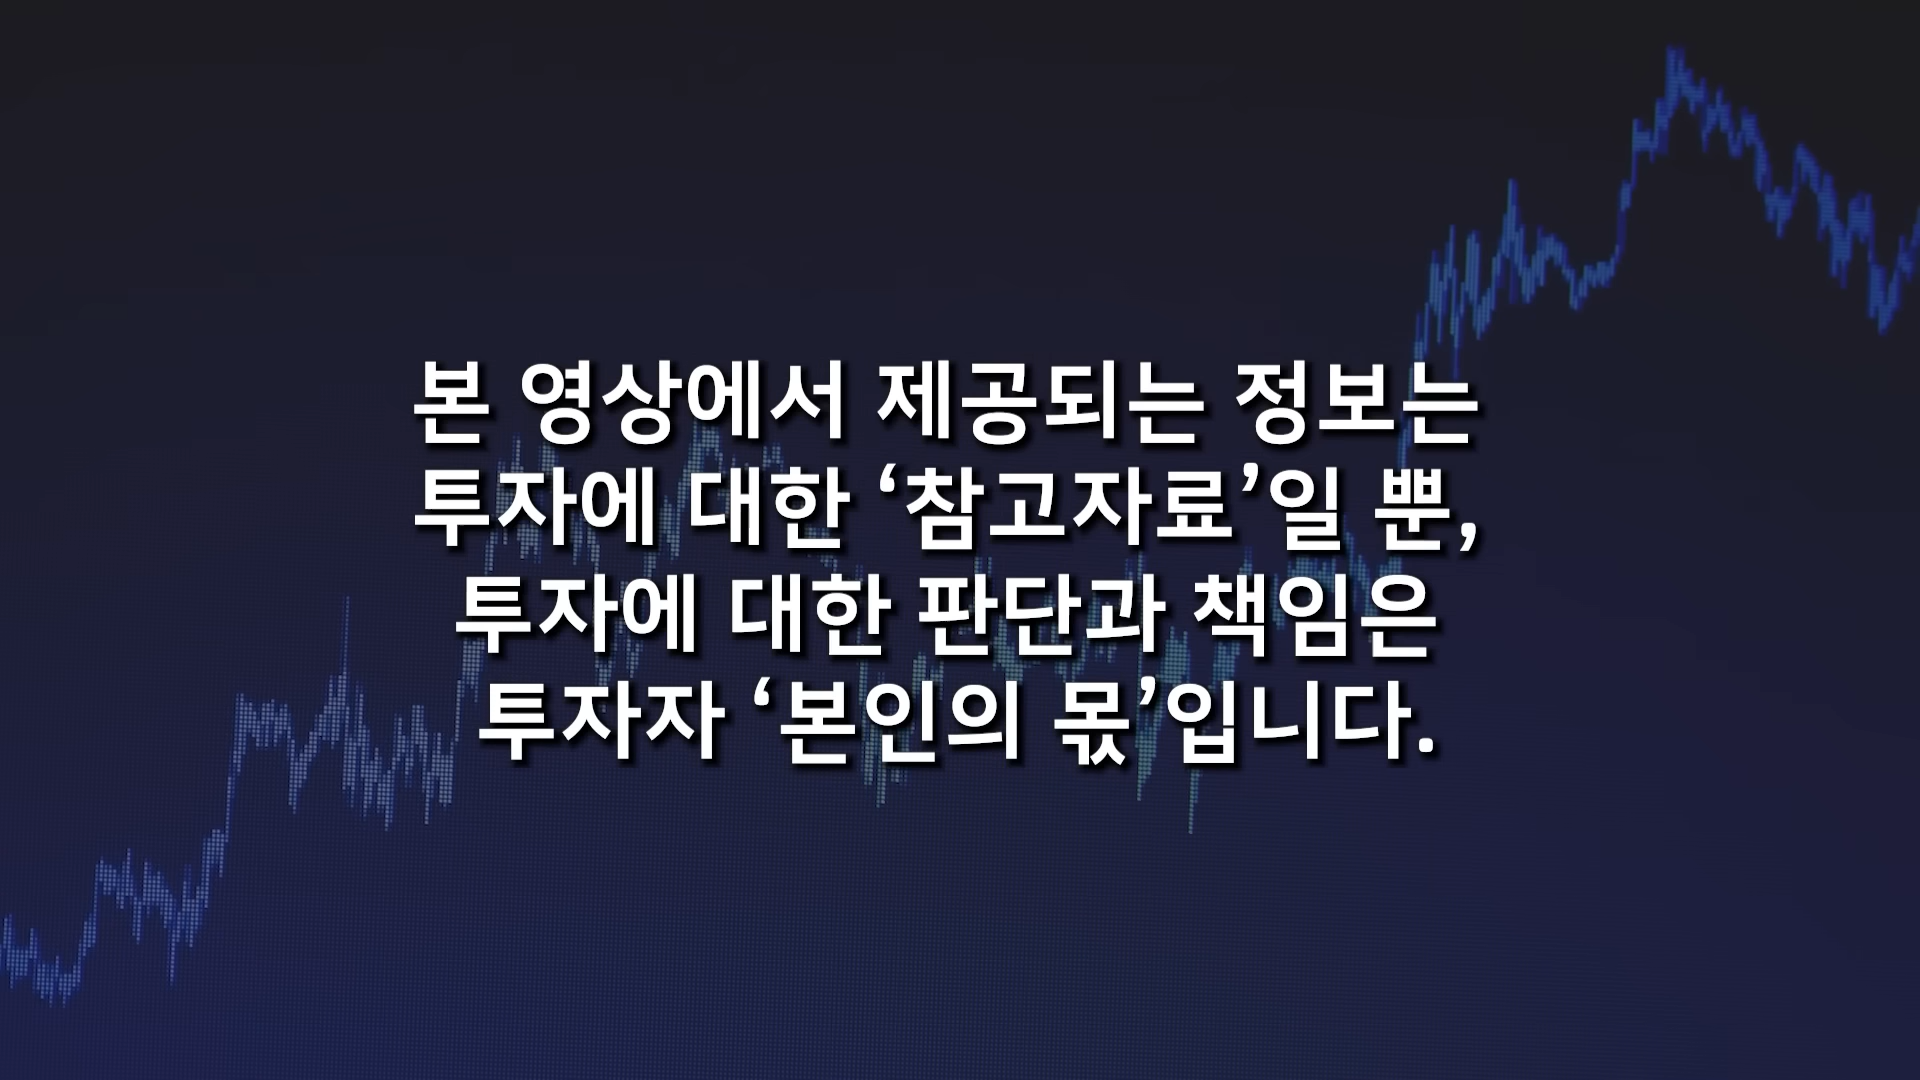 본 영상에서 제공되는 정보는
투자에 대한 ‘참고자료’일 뿐,
투자에 대한 판단과 책임은
투자자 ‘본인의 몫’입니다.